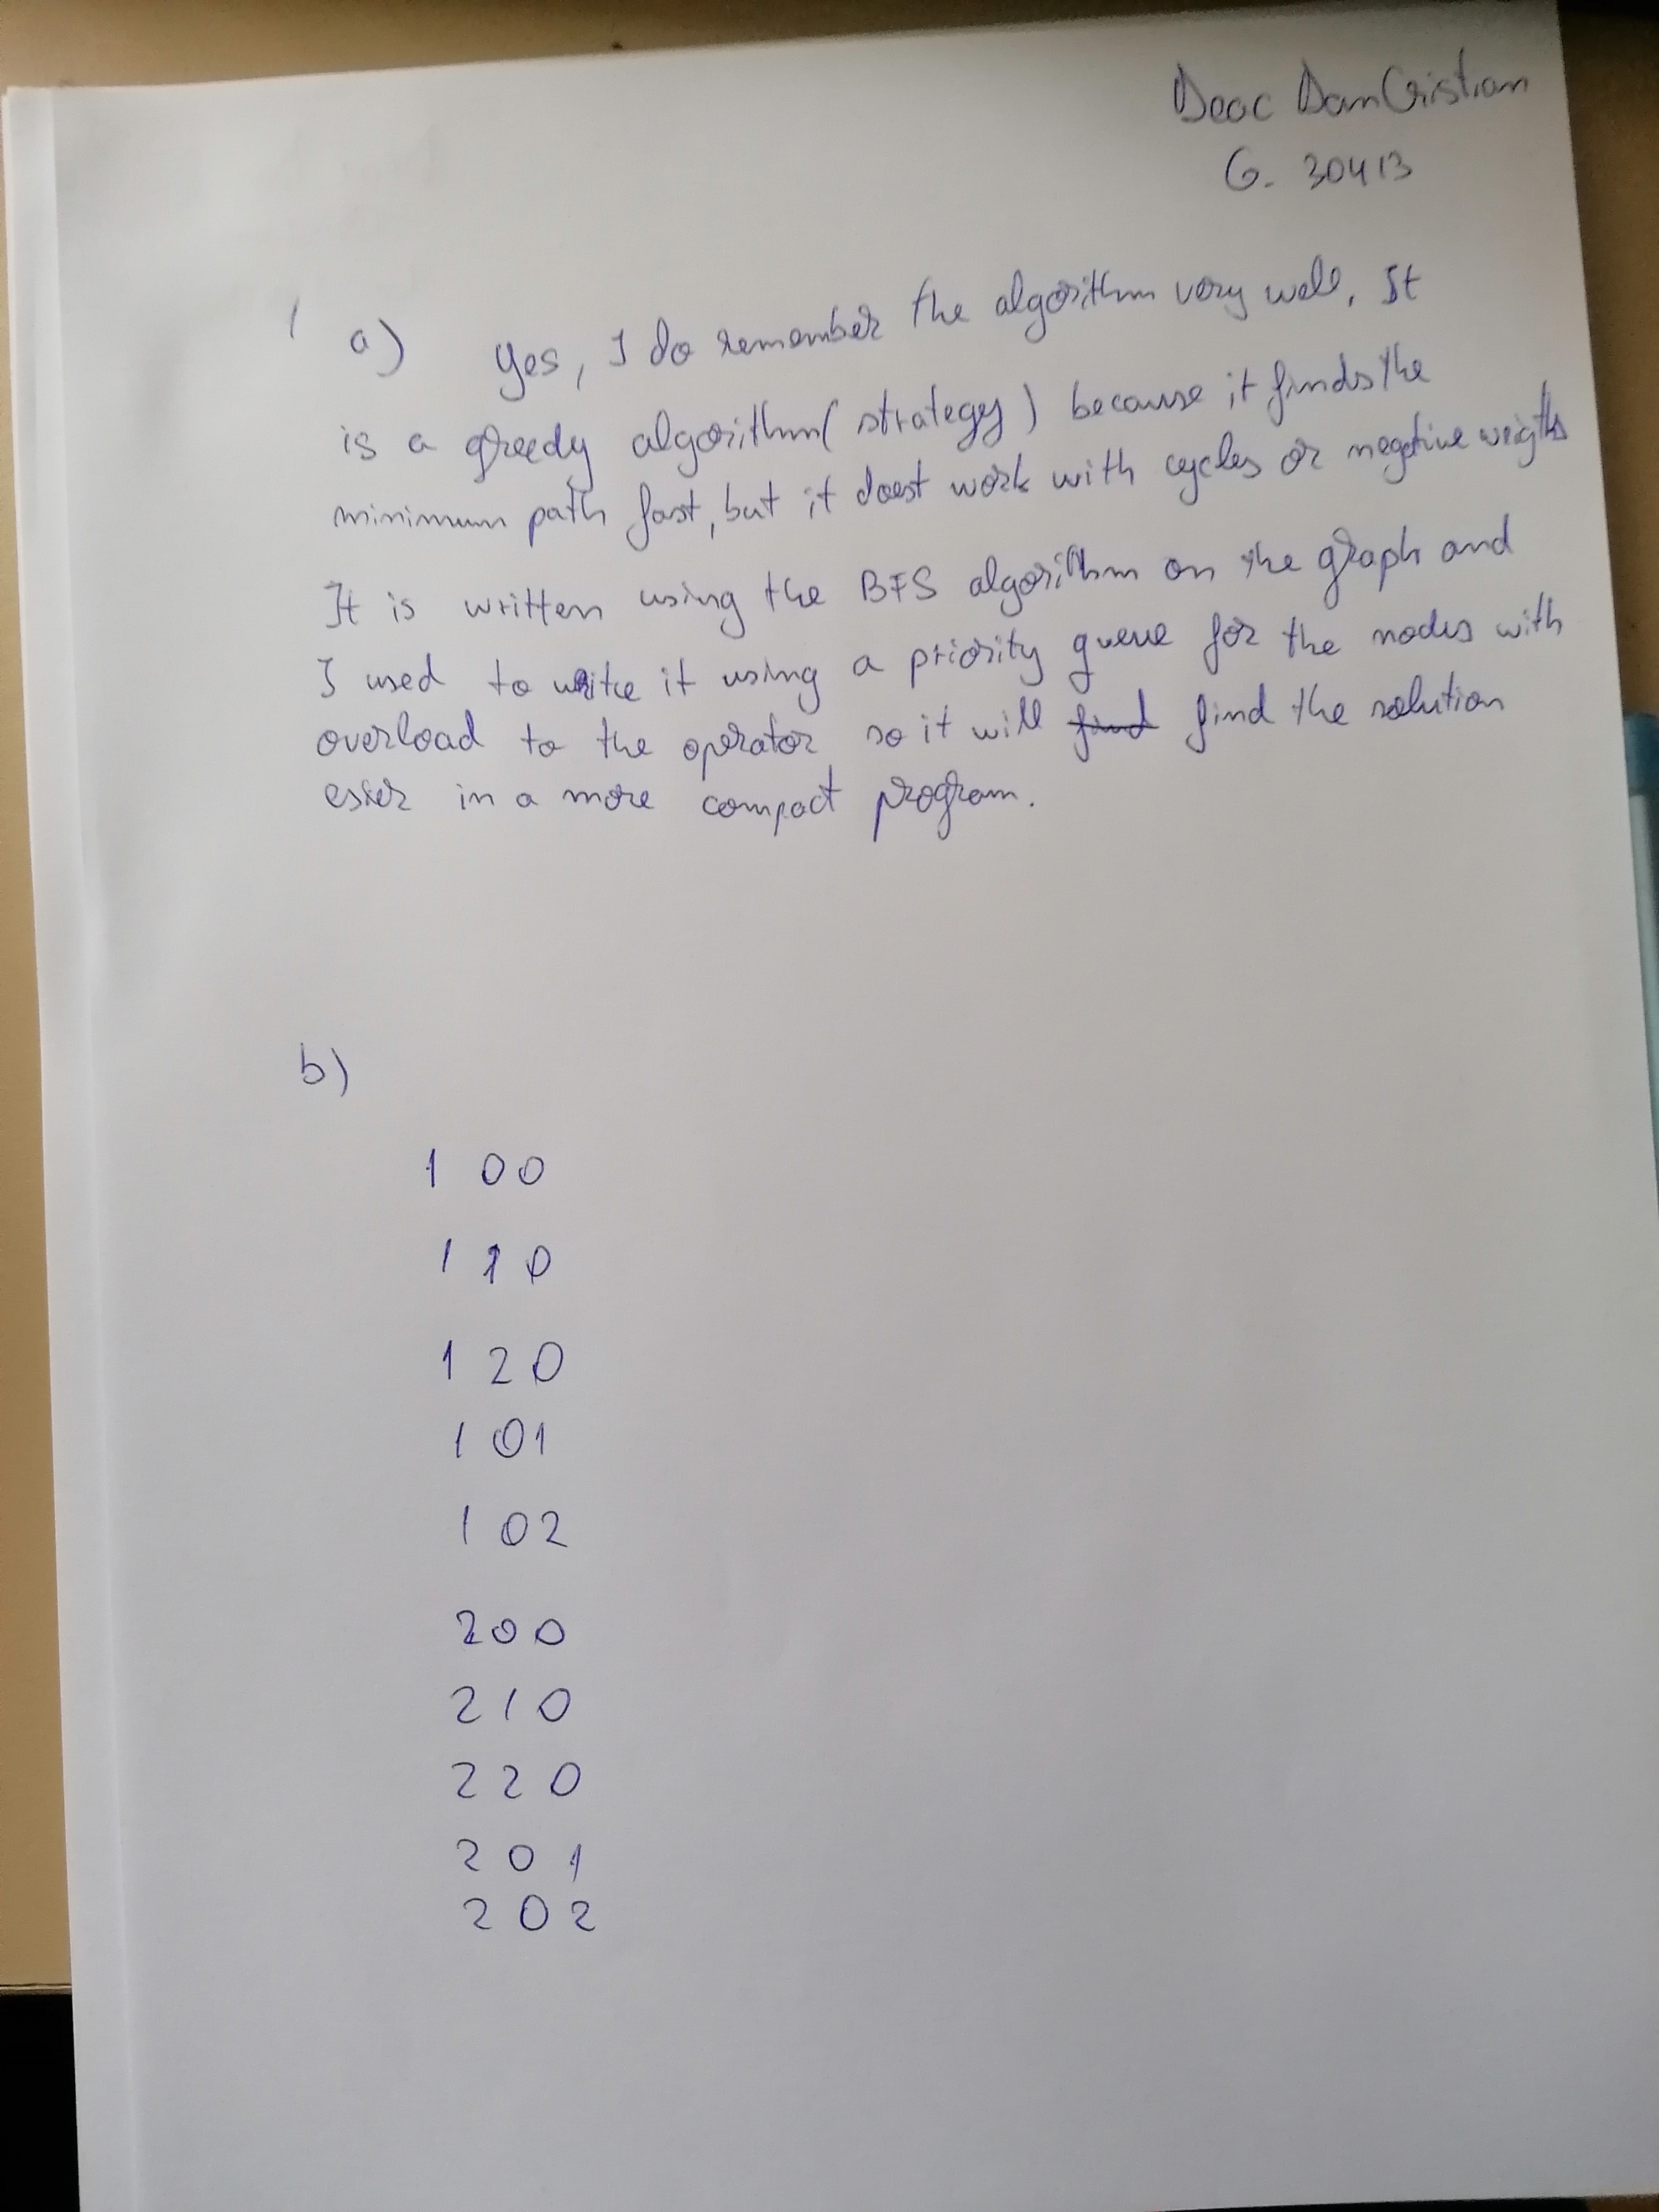 Deac Dan Cristian
G. 30413
1 a) Yes, I do remember the algorithm very well. It
is a greedy algorithm (strategy) because it finds the
minimum path fast, but it doest work with cycles or negative weigths
It is written using the BFS algorithm on the graph and
I used to write it using a priority queue for the nodes with
overload to the operator so it will find find the solution
esier in a more compact program.
b)
1 0 0
1 1 0
1 2 0
1 0 1
1 0 2
2 0 0
2 1 0
2 2 0
2 0 1
2 0 2